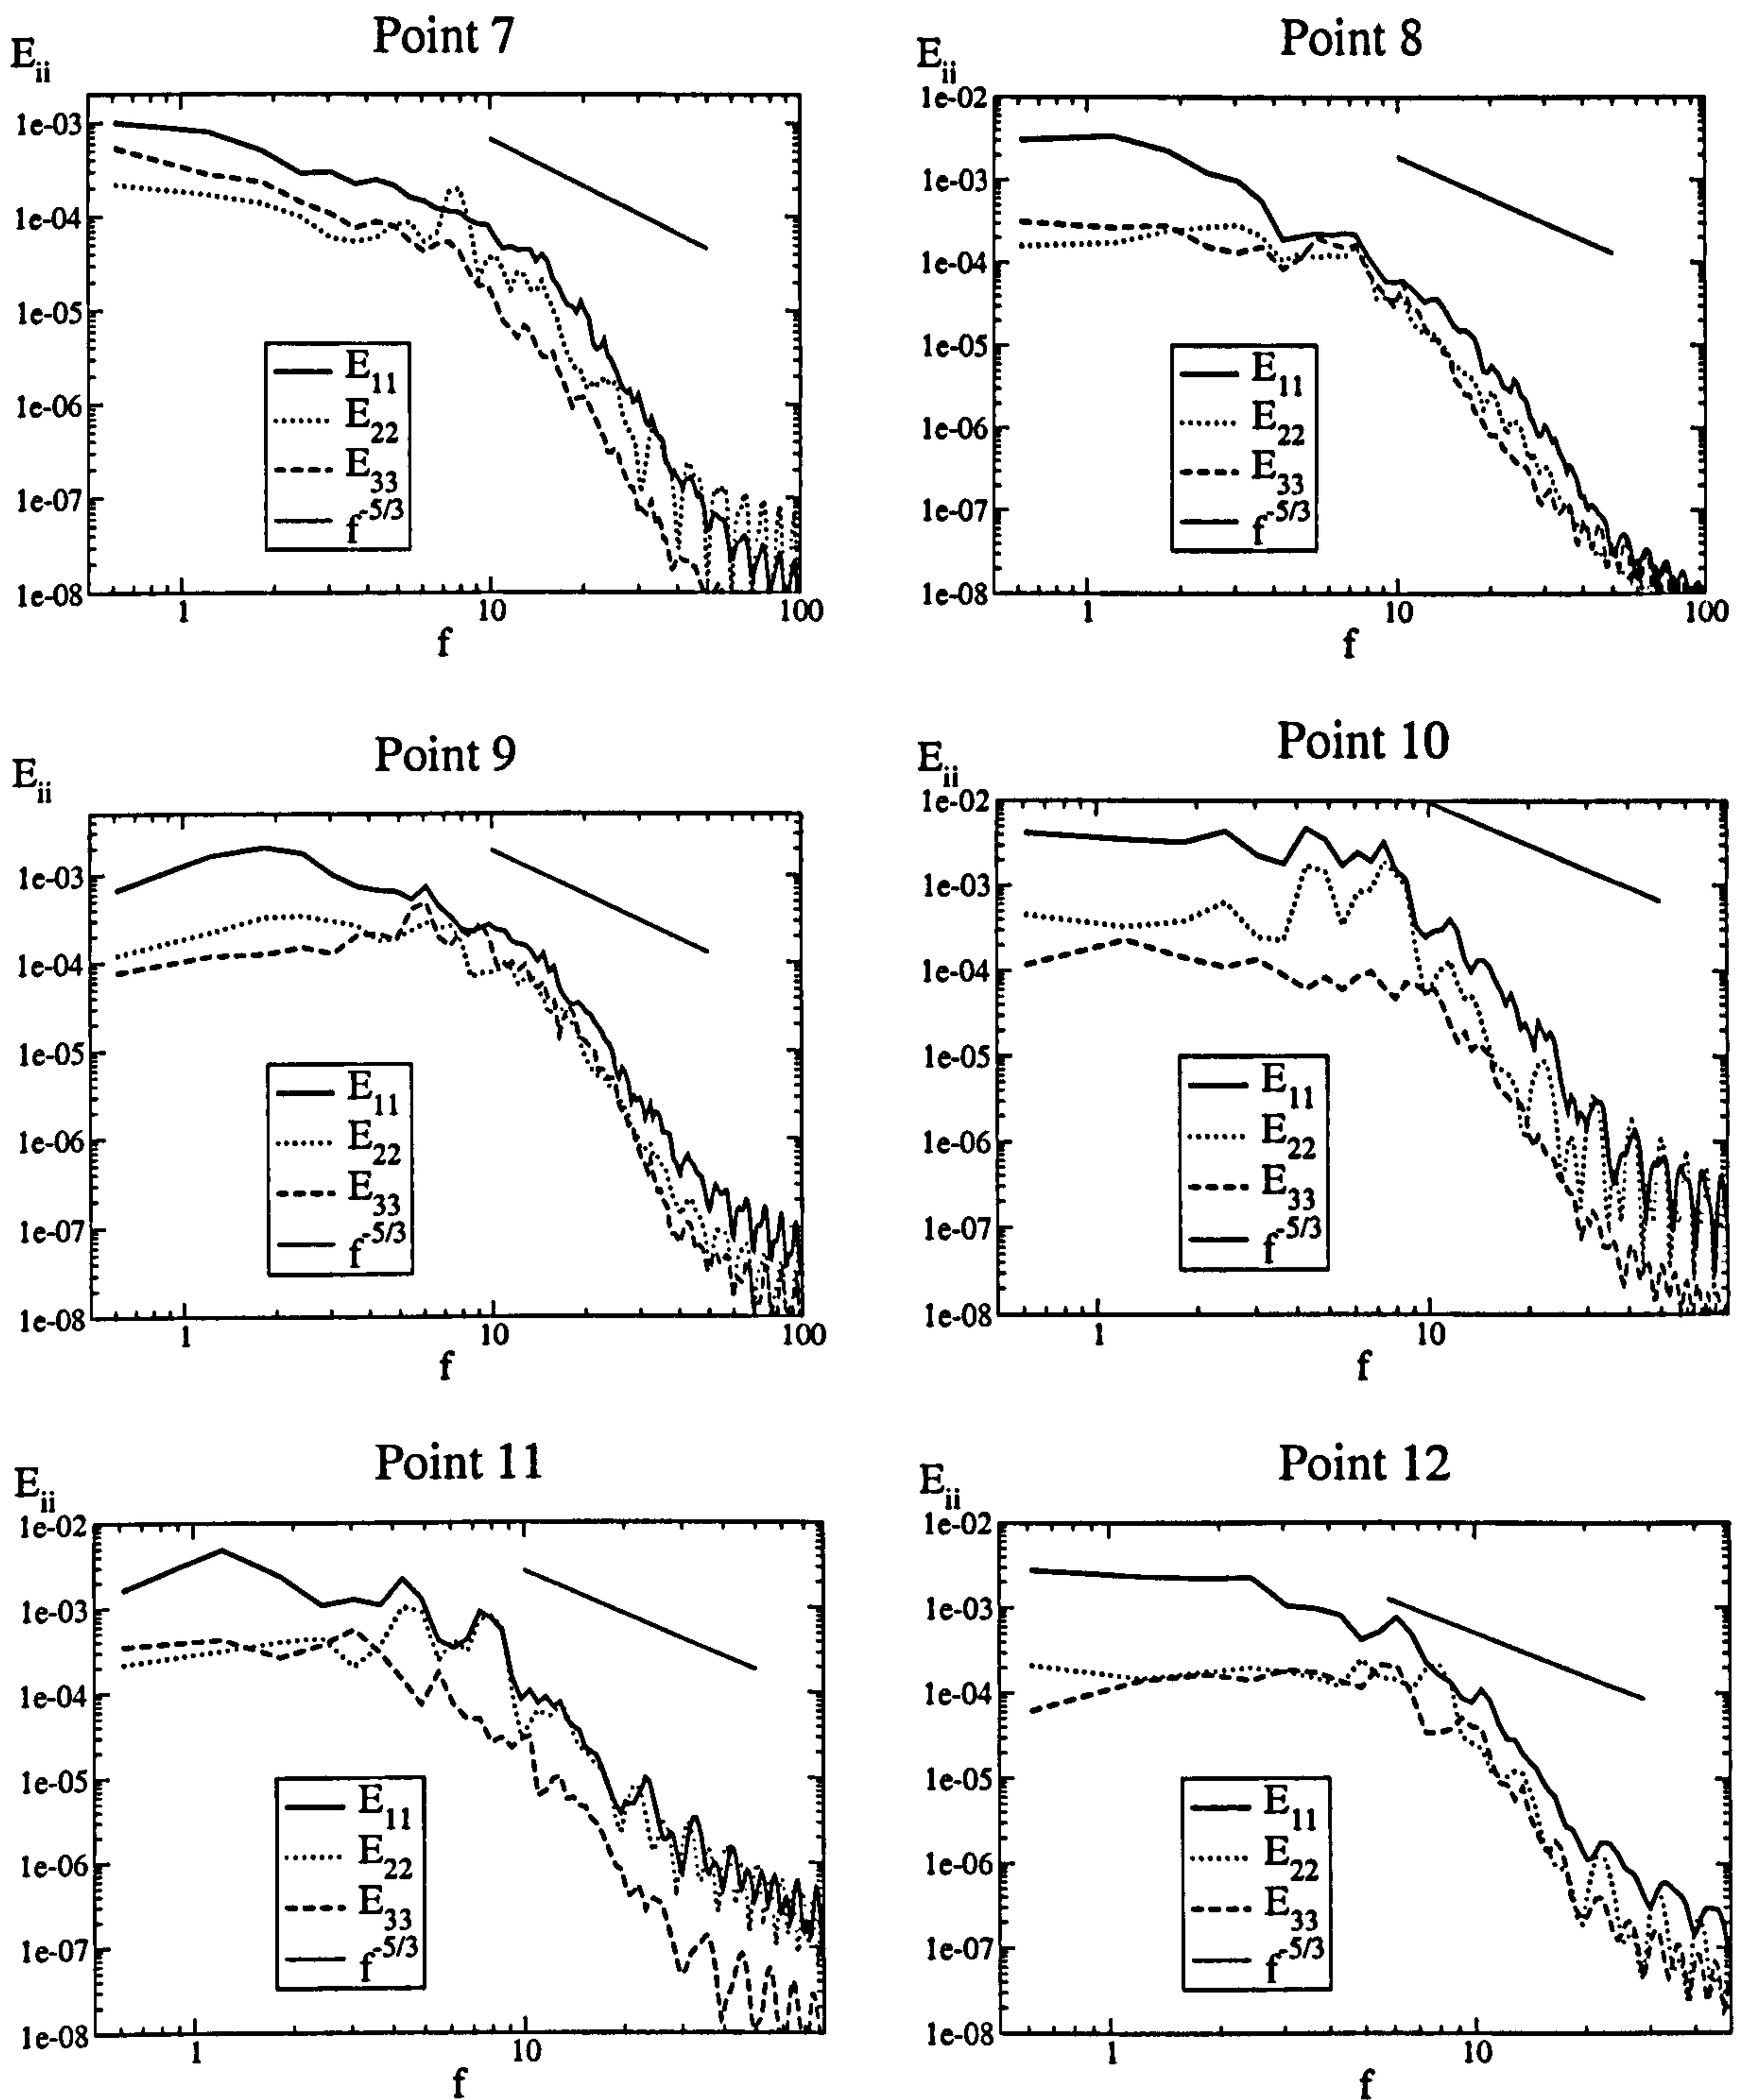 Point 7
E_ii
1e-03
1e-04
1e-05
1e-06
1e-07
1e-08
E_11
E_22
E_33
f^-5/3
1 10 100
f
Point 8
E_ii
1e-02
1e-03
1e-04
1e-05
1e-06
1e-07
1e-08
E_11
E_22
E_33
f^-5/3
1 10 100
f
Point 9
E_ii
1e-03
1e-04
1e-05
1e-06
1e-07
1e-08
E_11
E_22
E_33
f^-5/3
1 10 100
f
Point 10
E_ii
1e-02
1e-03
1e-04
1e-05
1e-06
1e-07
1e-08
E_11
E_22
E_33
f^-5/3
1 10
f
Point 11
E_ii
1e-02
1e-03
1e-04
1e-05
1e-06
1e-07
1e-08
E_11
E_22
E_33
f^-5/3
1 10
f
Point 12
E_ii
1e-02
1e-03
1e-04
1e-05
1e-06
1e-07
1e-08
E_11
E_22
E_33
f^-5/3
1 10
f